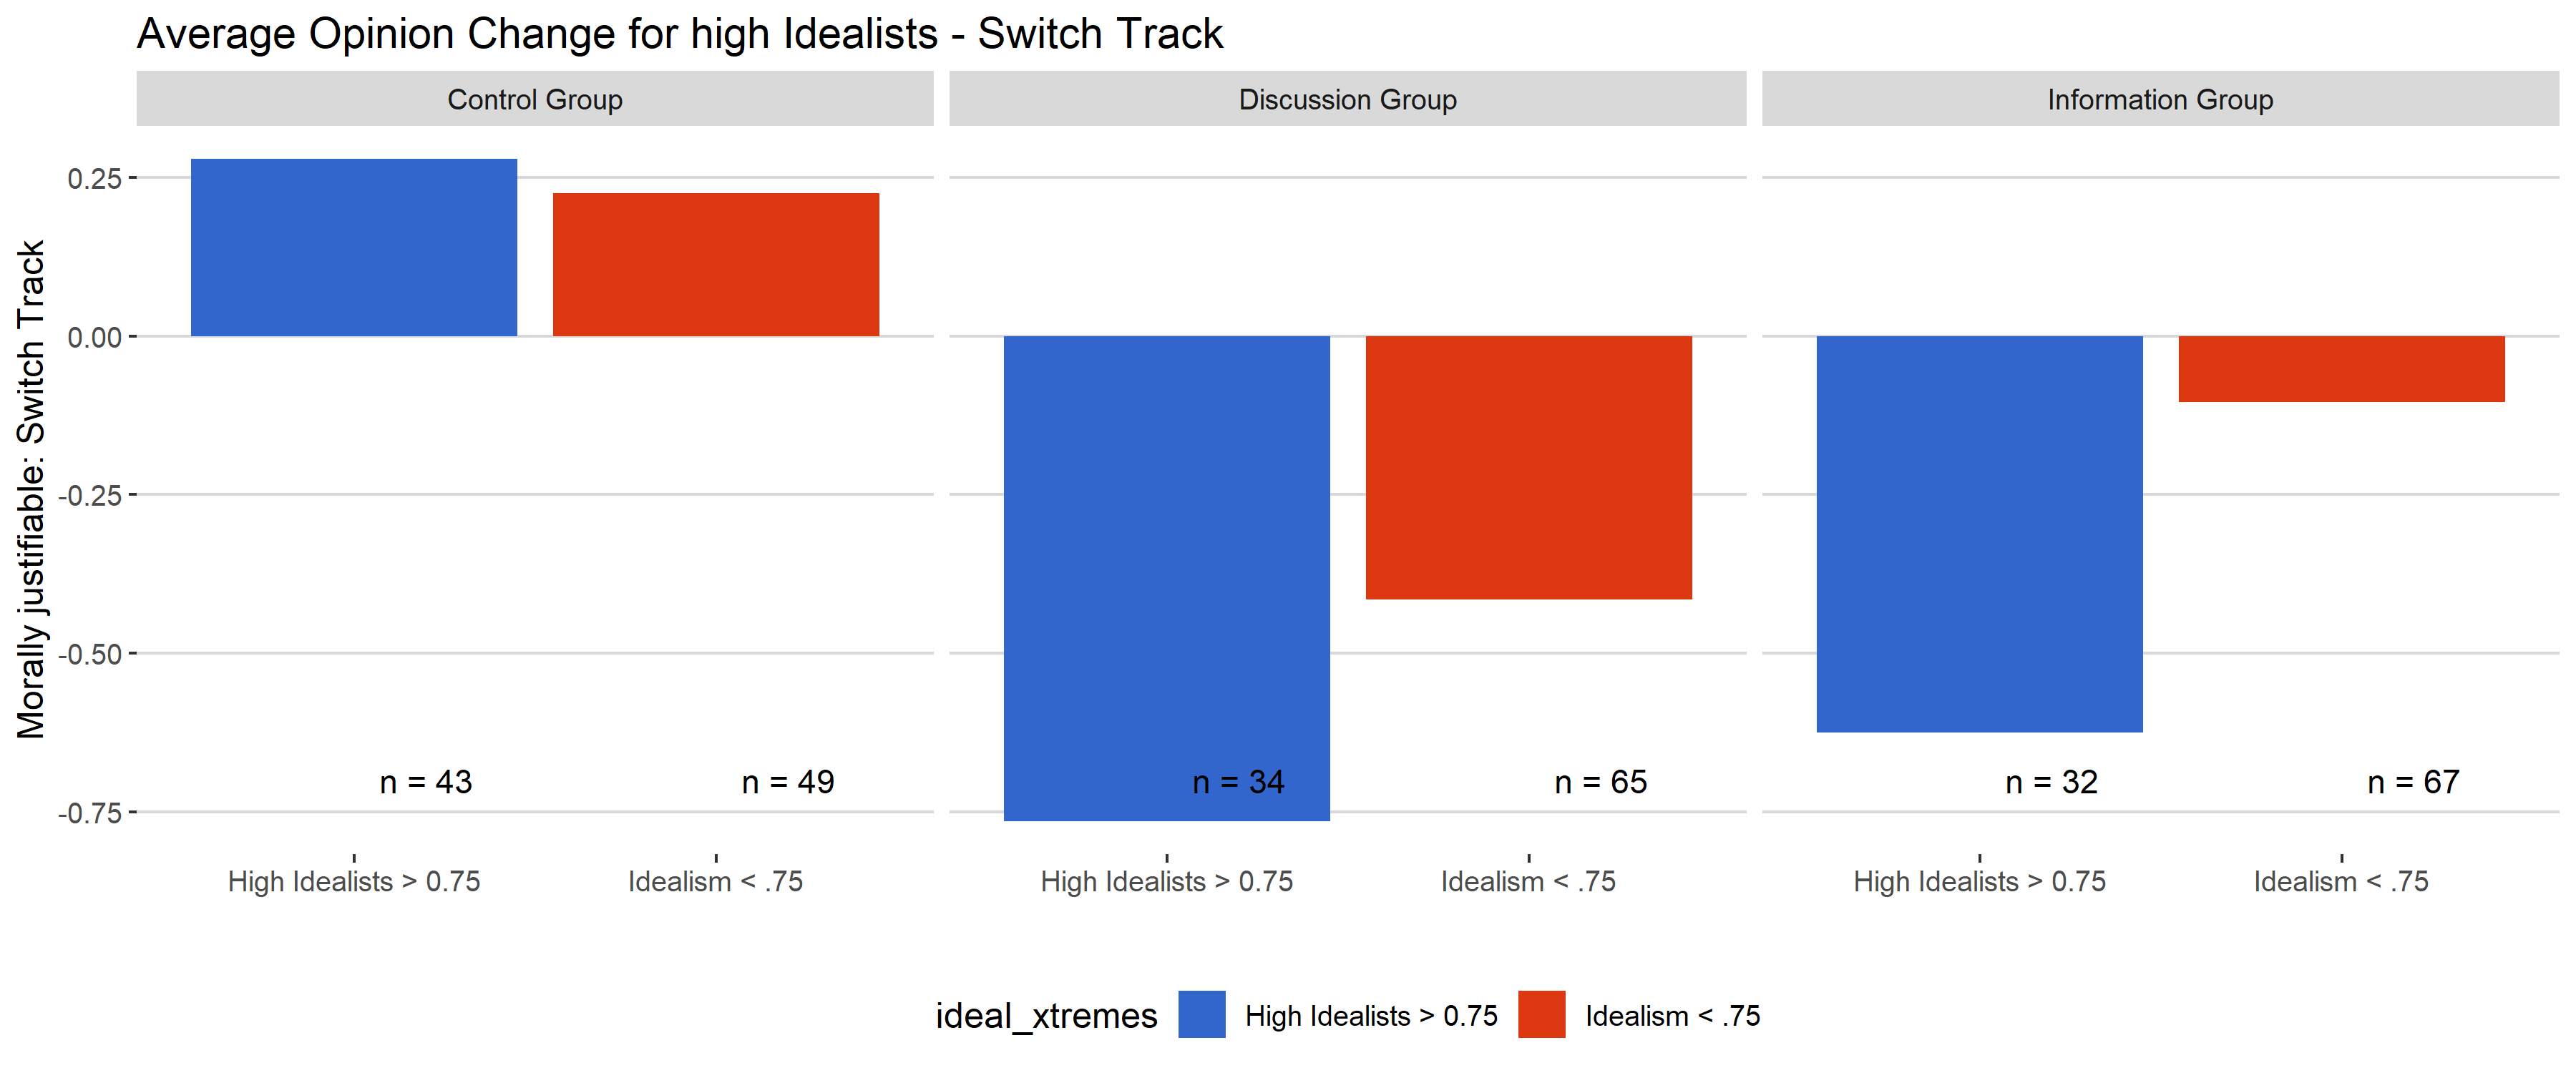 Average Opinion Change for high Idealists - Switch Track
Control Group
Discussion Group
Information Group
Morally justifiable: Switch Track
0.25
0.00
-0.25
-0.50
-0.75
n = 43
n = 49
n = 34
n = 65
n = 32
n = 67
High Idealists > 0.75
Idealism < .75
High Idealists > 0.75
Idealism < .75
High Idealists > 0.75
Idealism < .75
ideal_xtremes
High Idealists > 0.75
Idealism < .75